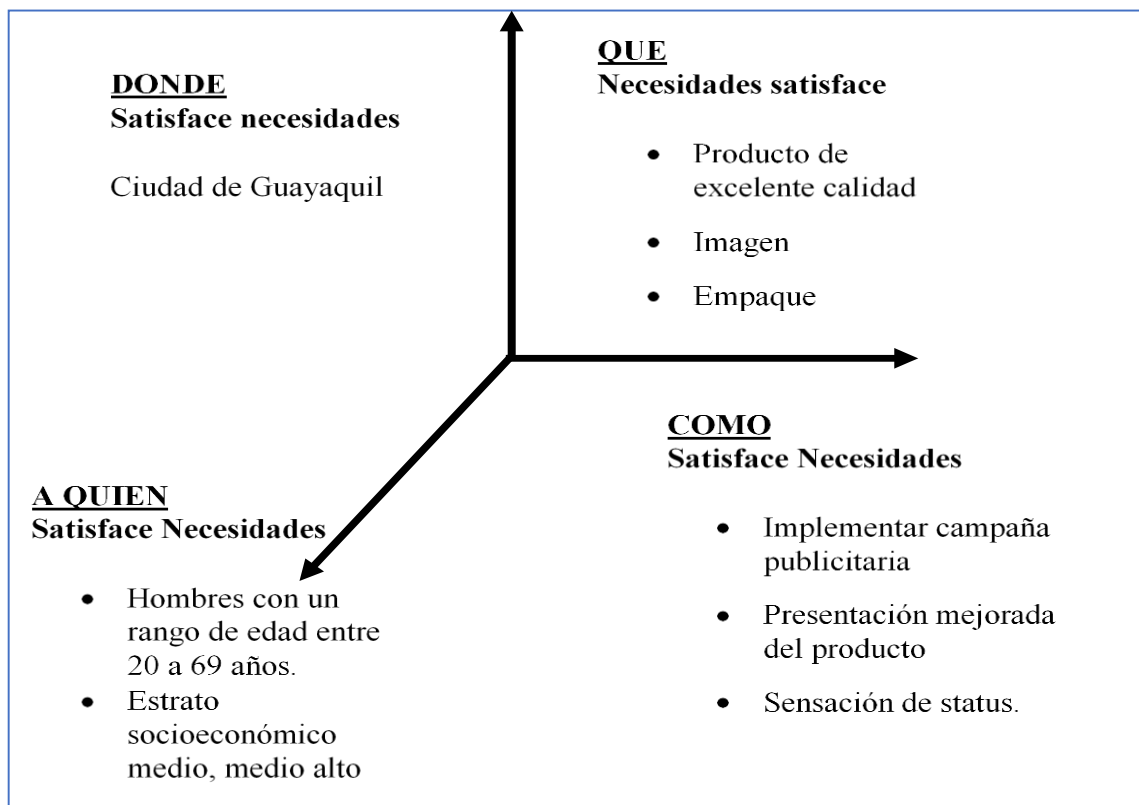 DONDE
Satisface necesidades
Ciudad de Guayaquil
QUE
Necesidades satisface
• Producto de
excelente calidad
• Imagen
• Empaque
A QUIEN
Satisface Necesidades
• Hombres con un
rango de edad entre
20 a 69 años.
• Estrato
socioeconómico
medio, medio alto
COMO
Satisface Necesidades
• Implementar campaña
publicitaria
• Presentación mejorada
del producto
• Sensación de status.